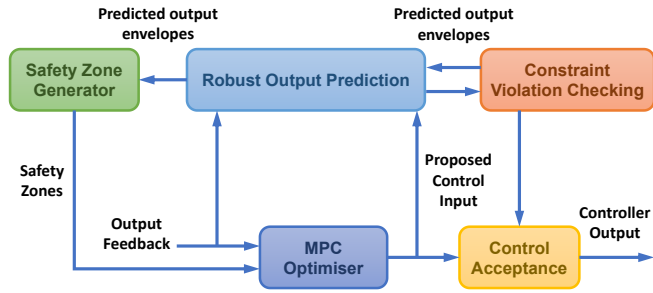 Predicted output
envelopes
Predicted output
envelopes
Safety Zone
Generator
Robust Output Prediction
Constraint
Violation Checking
Safety
Zones
Proposed
Control
Input
Output
Feedback
MPC
Optimiser
Control
Acceptance
Controller
Output